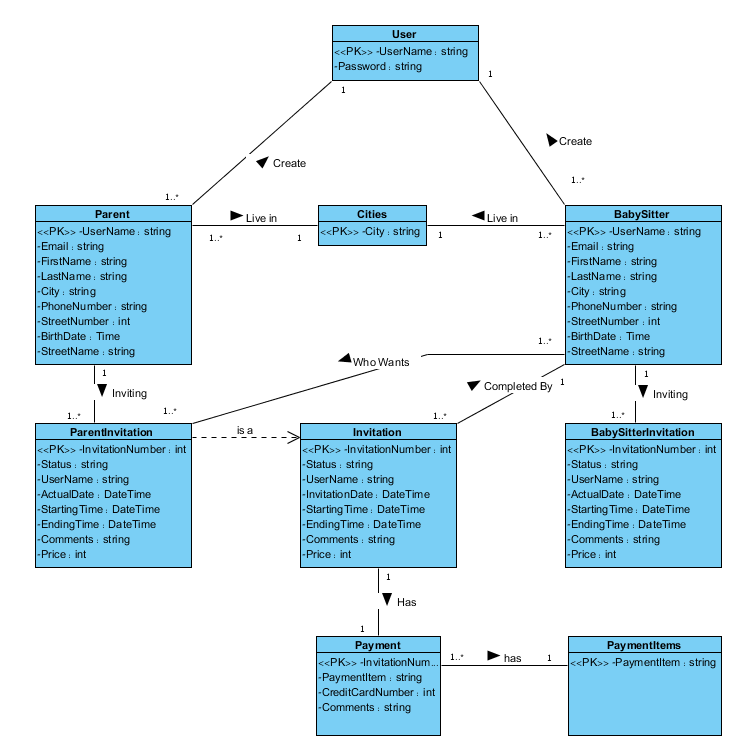 User
<<PK>> -UserName : string
-Password : string
1
1
Create
Create
1..*
1..*
Parent
<<PK>> -UserName : string
-Email : string
-FirstName : string
-LastName : string
-City : string
-PhoneNumber : string
-StreetNumber : int
-BirthDate : Time
-StreetName : string
Live in
1..*
1
Cities
<<PK>> -City : string
Live in
1
1..*
BabySitter
<<PK>> -UserName : string
-Email : string
-FirstName : string
-LastName : string
-City : string
-PhoneNumber : string
-StreetNumber : int
-BirthDate : Time
-StreetName : string
1..*
Who Wants
1..*
1
Inviting
1..*
Completed By
1
1..*
1
Inviting
1..*
ParentInvitation
<<PK>> -InvitationNumber : int
-Status : string
-UserName : string
-ActualDate : DateTime
-StartingTime : DateTime
-EndingTime : DateTime
-Comments : string
-Price : int
is a
Invitation
<<PK>> -InvitationNumber : int
-Status : string
-UserName : string
-InvitationDate : DateTime
-StartingTime : DateTime
-EndingTime : DateTime
-Comments : string
-Price : int
BabySitterInvitation
<<PK>> -InvitationNumber : int
-Status : string
-UserName : string
-ActualDate : DateTime
-StartingTime : DateTime
-EndingTime : DateTime
-Comments : string
-Price : int
1
Has
1
Payment
<<PK>> -InvitationNum...
-PaymentItem : string
-CreditCardNumber : int
-Comments : string
1..*
has
1
PaymentItems
<<PK>> -PaymentItem : string